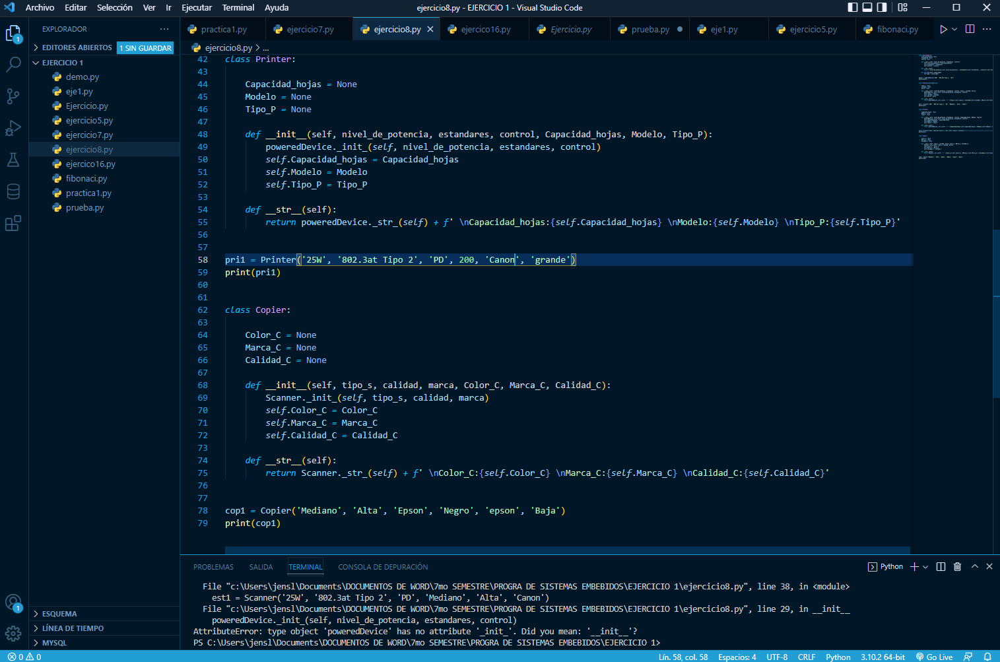 Archivo Editar Selección Ver Ir Ejecutar Terminal Ayuda ejercicio8.py - EJERCICIO 1 - Visual Studio Code
EXPLORADOR ... practica1.py ejercicio7.py ejercicio8.py ejercico16.py Ejercicio.py prueba.py eje1.py ejercicio5.py fibonaci.py
EDITORES ABIERTOS 1 SIN GUARDAR
ejercicio8.py > ...
EJERCICIO 1
demo.py
eje1.py
Ejercicio.py
ejercicio5.py
ejercicio7.py
ejercicio8.py
ejercico16.py
fibonaci.py
practica1.py
prueba.py
ESQUEMA
LÍNEA DE TIEMPO
MYSQL
1
1
42 class Printer:
43
44 Capacidad_hojas = None
45 Modelo = None
46 Tipo_P = None
47
48 def __init__(self, nivel_de_potencia, estandares, control, Capacidad_hojas, Modelo, Tipo_P):
49 poweredDevice._init_(self, nivel_de_potencia, estandares, control)
50 self.Capacidad_hojas = Capacidad_hojas
51 self.Modelo = Modelo
52 self.Tipo_P = Tipo_P
53
54 def __str__(self):
55 return poweredDevice._str_(self) + f' \nCapacidad_hojas:{self.Capacidad_hojas} \nModelo:{self.Modelo} \nTipo_P:{self.Tipo_P}'
56
57
58 pri1 = Printer('25W', '802.3at Tipo 2', 'PD', 200, 'Canon', 'grande')
59 print(pri1)
60
61
62 class Copier:
63
64 Color_C = None
65 Marca_C = None
66 Calidad_C = None
67
68 def __init__(self, tipo_s, calidad, marca, Color_C, Marca_C, Calidad_C):
69 Scanner._init_(self, tipo_s, calidad, marca)
70 self.Color_C = Color_C
71 self.Marca_C = Marca_C
72 self.Calidad_C = Calidad_C
73
74 def __str__(self):
75 return Scanner._str_(self) + f' \nColor_C:{self.Color_C} \nMarca_C:{self.Marca_C} \nCalidad_C:{self.Calidad_C}'
76
77
78 cop1 = Copier('Mediano', 'Alta', 'Epson', 'Negro', 'epson', 'Baja')
79 print(cop1)
PROBLEMAS SALIDA TERMINAL CONSOLA DE DEPURACIÓN Python
File "c:\Users\jensl\Documents\DOCUMENTOS DE WORD\7mo SEMESTRE\PROGRA DE SISTEMAS EMBEBIDOS\EJERCICIO 1\ejercicio8.py", line 38, in <module>
est1 = Scanner('25W', '802.3at Tipo 2', 'PD', 'Mediano', 'Alta', 'Canon')
File "c:\Users\jensl\Documents\DOCUMENTOS DE WORD\7mo SEMESTRE\PROGRA DE SISTEMAS EMBEBIDOS\EJERCICIO 1\ejercicio8.py", line 29, in __init__
poweredDevice._init_(self, nivel_de_potencia, estandares, control)
AttributeError: type object 'poweredDevice' has no attribute '_init_'. Did you mean: '__init__'?
PS C:\Users\jensl\Documents\DOCUMENTOS DE WORD\7mo SEMESTRE\PROGRA DE SISTEMAS EMBEBIDOS\EJERCICIO 1>
0 0 Lín. 58, col. 58 Espacios: 4 UTF-8 CRLF Python 3.10.2 64-bit Go Live